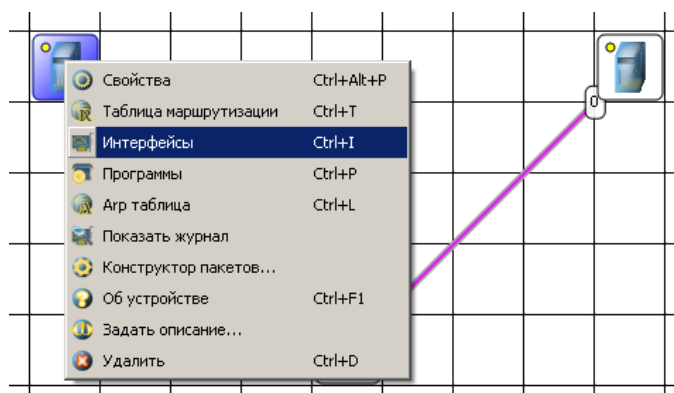 Свойства Ctrl+Alt+P
Таблица маршрутизации Ctrl+T
Интерфейсы Ctrl+I
0
Программы Ctrl+P
Arp таблица Ctrl+L
Показать журнал
Конструктор пакетов...
Об устройстве Ctrl+F1
Задать описание...
Удалить Ctrl+D